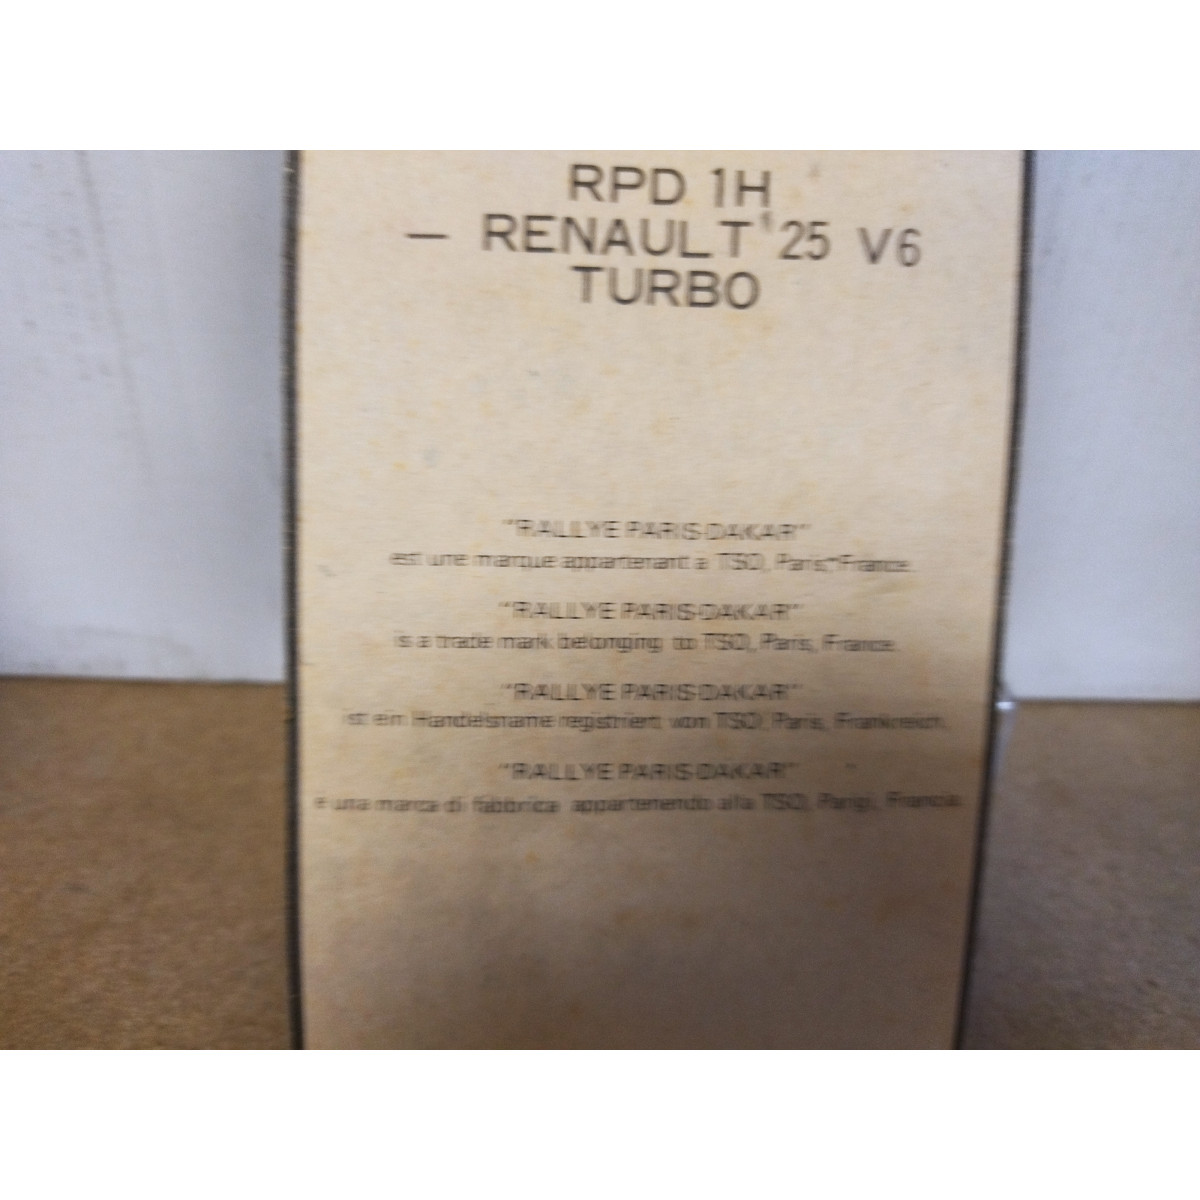 RPD 1H
— RENAULT 25 V6
TURBO
"RALLYE PARIS-DAKAR"
est une marque appartenant a TSO, Paris, France.
"RALLYE PARIS-DAKAR"
is a trade mark belonging to TSO, Paris, France.
"RALLYE PARIS-DAKAR"
ist ein Handelsname registriert von TSO, Paris, Frankreich.
"RALLYE PARIS-DAKAR"
e una marca di fabbrica appartenendo alla TSO, Parigi, Francia.